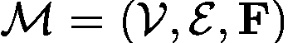 ℳ = (𝒱, ℰ, 𝐅)